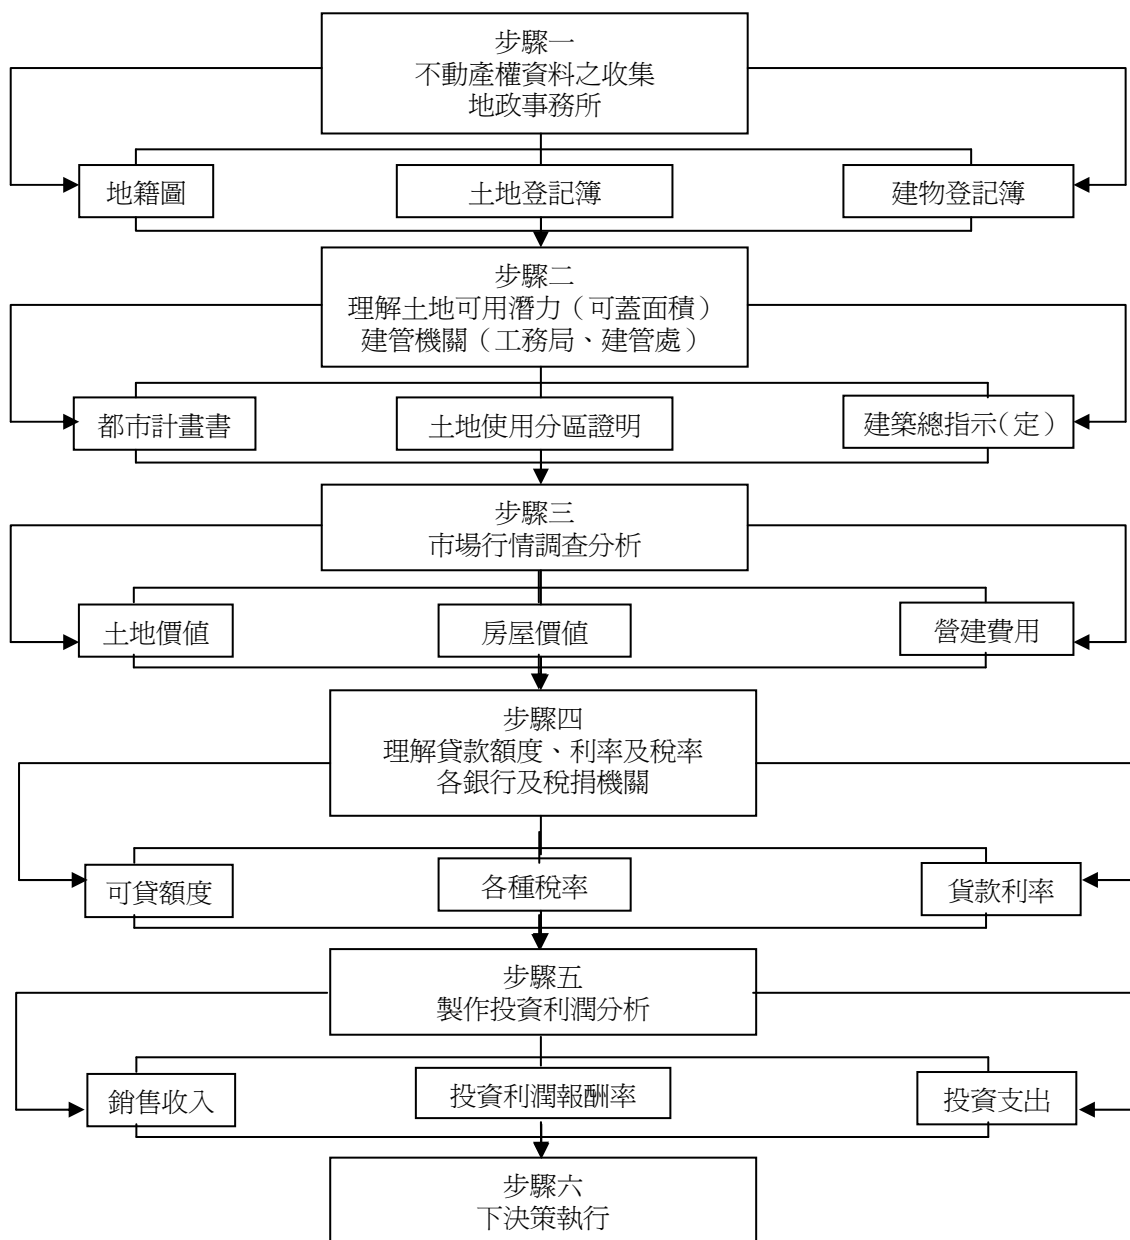 步驟一
不動產權資料之收集
地政事務所
地籍圖
土地登記簿
建物登記簿
步驟二
理解土地可用潛力（可蓋面積）
建管機關（工務局、建管處）
都市計畫書
土地使用分區證明
建築總指示（定）
步驟三
市場行情調查分析
土地價值
房屋價值
營建費用
步驟四
理解貸款額度、利率及稅率
各銀行及稅捐機關
可貸額度
各種稅率
貨款利率
步驟五
製作投資利潤分析
銷售收入
投資利潤報酬率
投資支出
步驟六
下決策執行